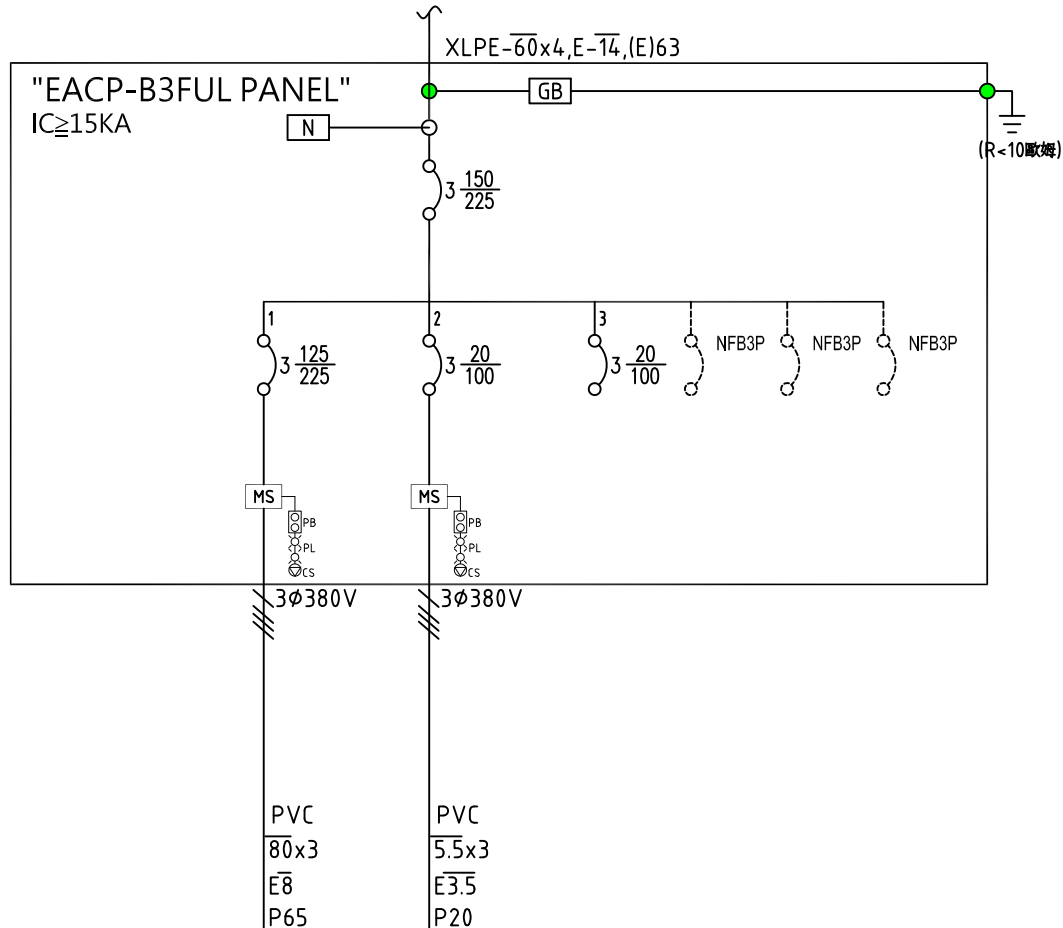 XLPE-60x4,E-14,(E)63
"EACP-B3FUL PANEL"
IC≧15KA
GB
N
(R<10歐姆)
3 150/225
1
2
3
3 125/225
3 20/100
3 20/100
NFB3P
NFB3P
NFB3P
MS
PB
PL
CS
MS
PB
PL
CS
3Ø380V
3Ø380V
PVC
80x3
E8
P65
PVC
5.5x3
E3.5
P20